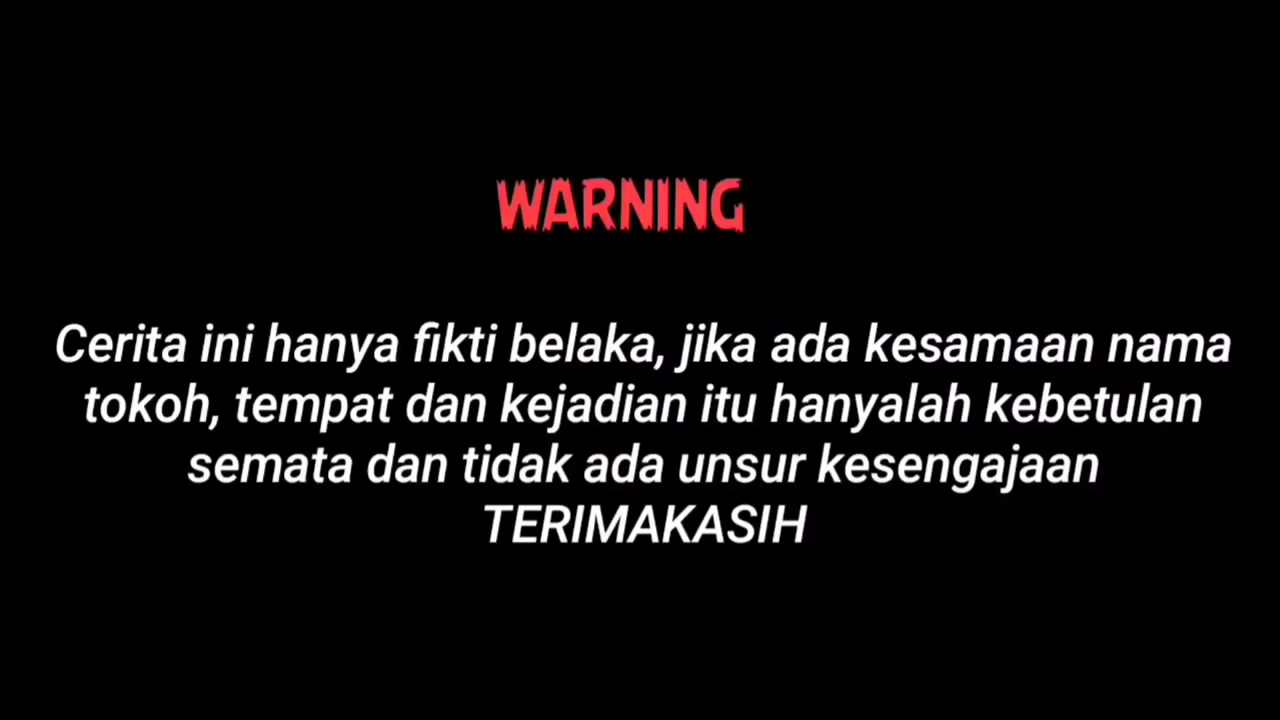 WARNING
Cerita ini hanya fikti belaka, jika ada kesamaan nama
tokoh, tempat dan kejadian itu hanyalah kebetulan
semata dan tidak ada unsur kesengajaan
TERIMAKASIH